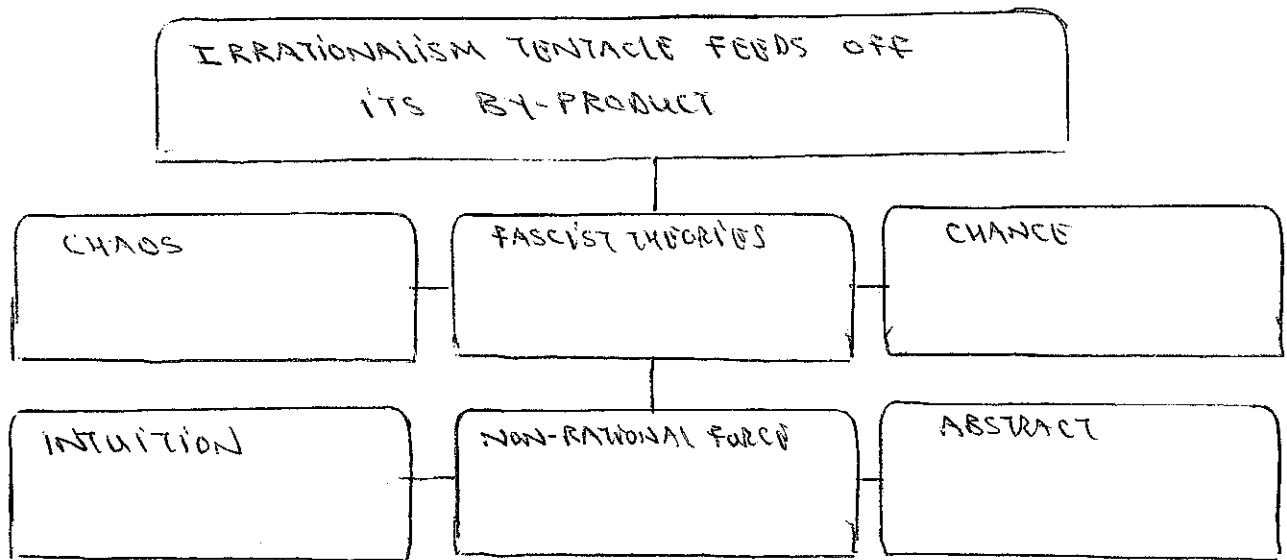 IRRATIONALISM TENTACLE FEEDS OFF
ITS BY-PRODUCT
CHAOS
FASCIST THEORIES
CHANCE
INTUITION
NON-RATIONAL FORCE
ABSTRACT